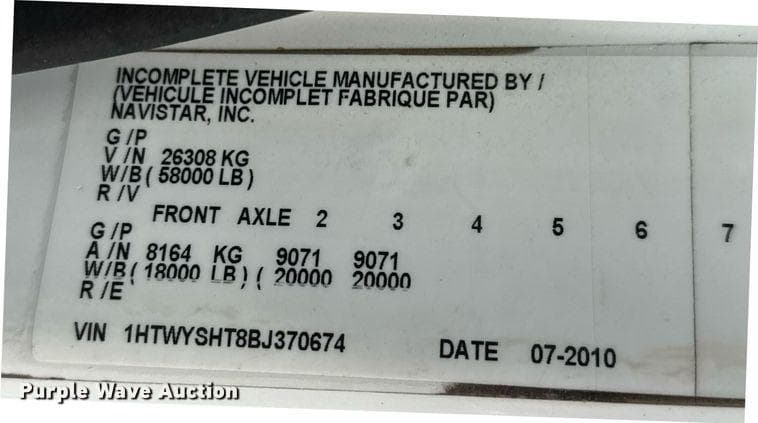 INCOMPLETE VEHICLE MANUFACTURED BY /
(VEHICULE INCOMPLET FABRIQUE PAR)
NAVISTAR, INC.
G /P
V /N 26308 KG
W/B ( 58000 LB )
R /V
FRONT AXLE 2 3 4 5 6 7
G /P
A /N 8164 KG 9071 9071
W/B ( 18000 LB ) ( 20000 20000
R /E
VIN 1HTWYSHT8BJ370674 DATE 07-2010
Purple Wave Auction